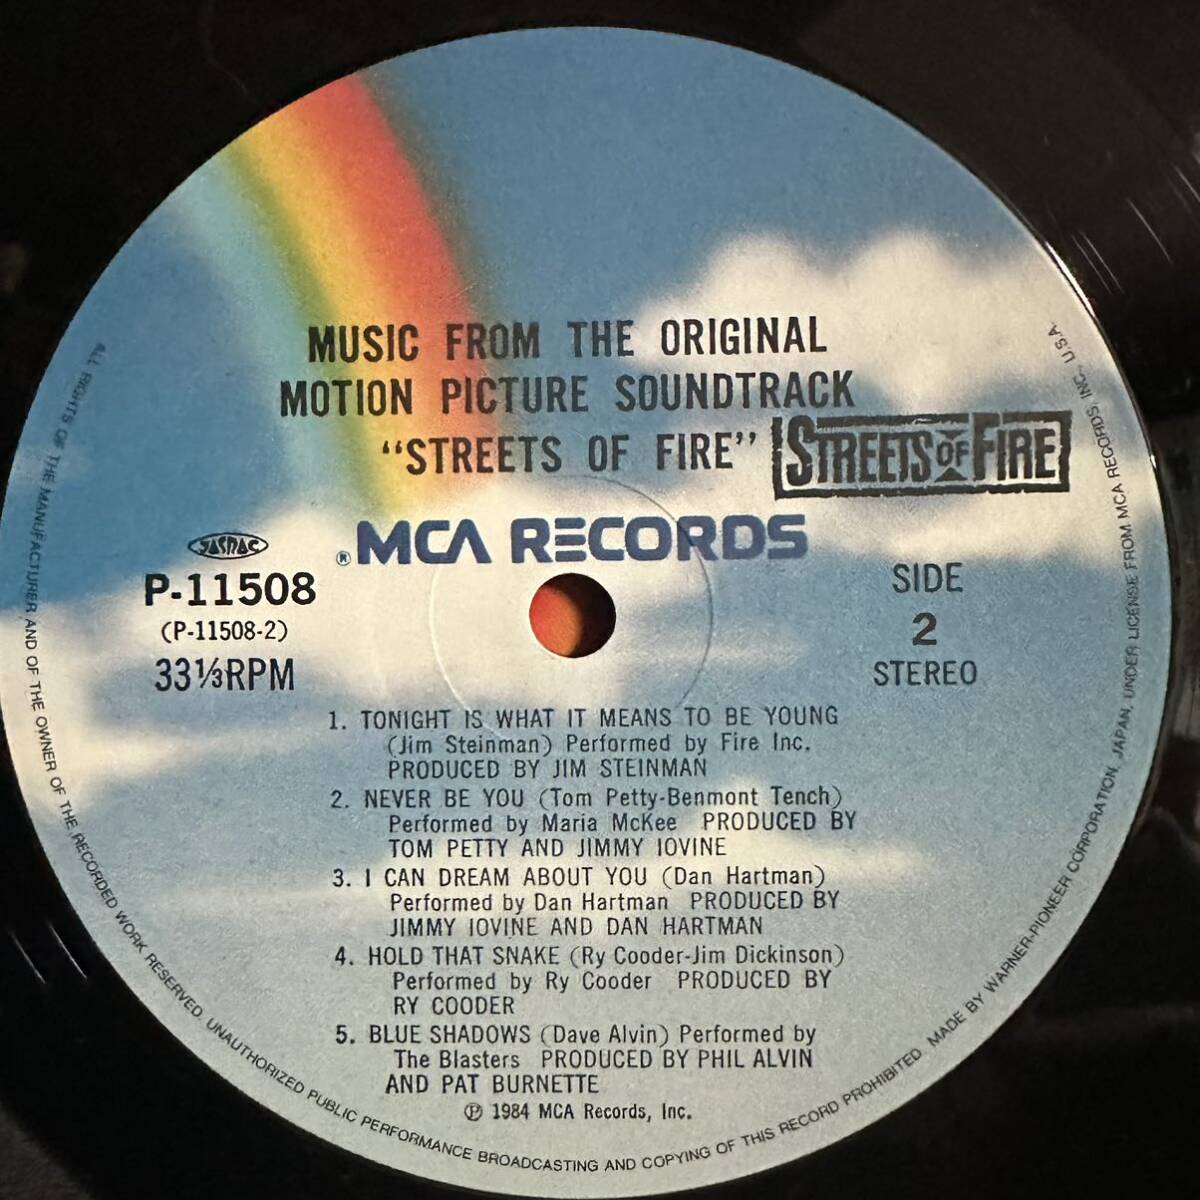 MUSIC FROM THE ORIGINAL
MOTION PICTURE SOUNDTRACK
“STREETS OF FIRE”
STREETS OF FIRE
® MCA RECORDS
JASRAC
P-11508
(P-11508-2)
33⅓RPM
SIDE
2
STEREO
1. TONIGHT IS WHAT IT MEANS TO BE YOUNG
(Jim Steinman) Performed by Fire Inc.
PRODUCED BY JIM STEINMAN
2. NEVER BE YOU (Tom Petty-Benmont Tench)
Performed by Maria McKee PRODUCED BY
TOM PETTY AND JIMMY IOVINE
3. I CAN DREAM ABOUT YOU (Dan Hartman)
Performed by Dan Hartman PRODUCED BY
JIMMY IOVINE AND DAN HARTMAN
4. HOLD THAT SNAKE (Ry Cooder-Jim Dickinson)
Performed by Ry Cooder PRODUCED BY
RY COODER
5. BLUE SHADOWS (Dave Alvin) Performed by
The Blasters PRODUCED BY PHIL ALVIN
AND PAT BURNETTE
℗ 1984 MCA Records, Inc.
ALL RIGHTS OF THE MANUFACTURER AND OF THE OWNER OF THE RECORDED WORK RESERVED. UNAUTHORIZED PUBLIC PERFORMANCE BROADCASTING AND COPYING OF THIS RECORD PROHIBITED MADE BY WARNER-PIONEER CORPORATION, JAPAN, UNDER LICENSE FROM MCA RECORDS, INC., U.S.A.